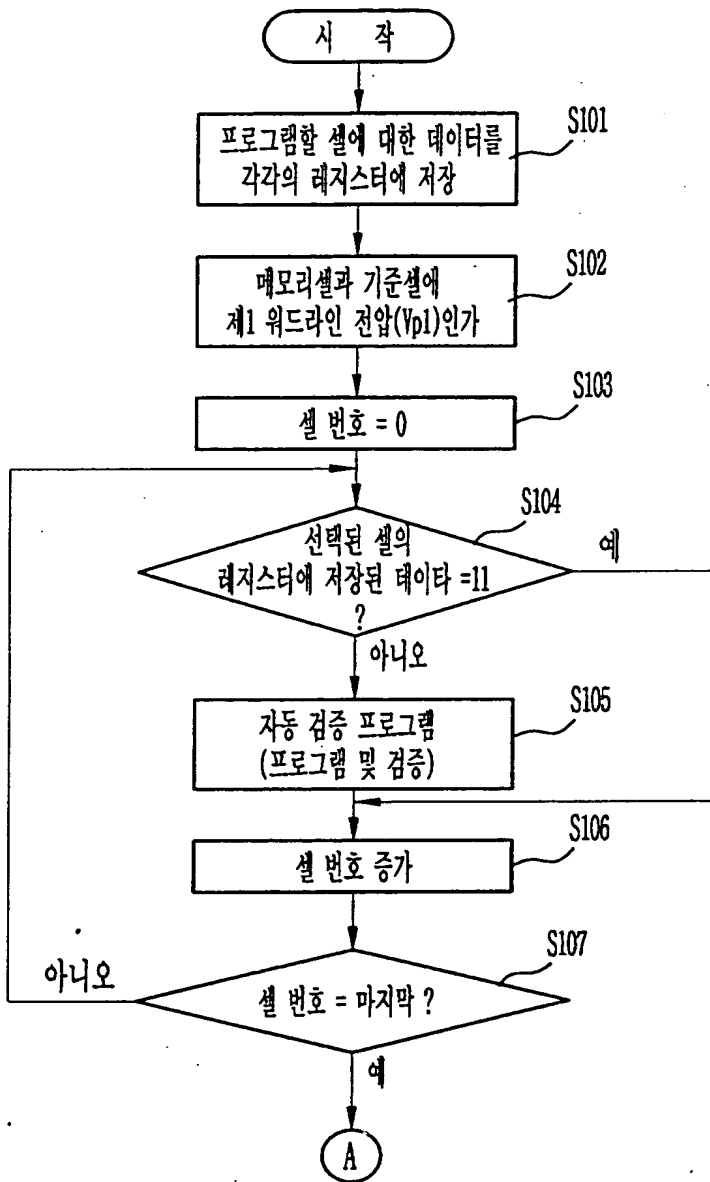 시 작
프로그램할 셀에 대한 데이터를
각각의 레지스터에 저장
S101
메모리셀과 기준셀에
제1 워드라인 전압(Vp1)인가
S102
셀 번호 = 0
S103
선택된 셀의
레지스터에 저장된 데이타 =11
?
S104
예
아니오
자동 검증 프로그램
(프로그램 및 검증)
S105
셀 번호 증가
S106
셀 번호 = 마지막 ?
S107
아니오
예
A